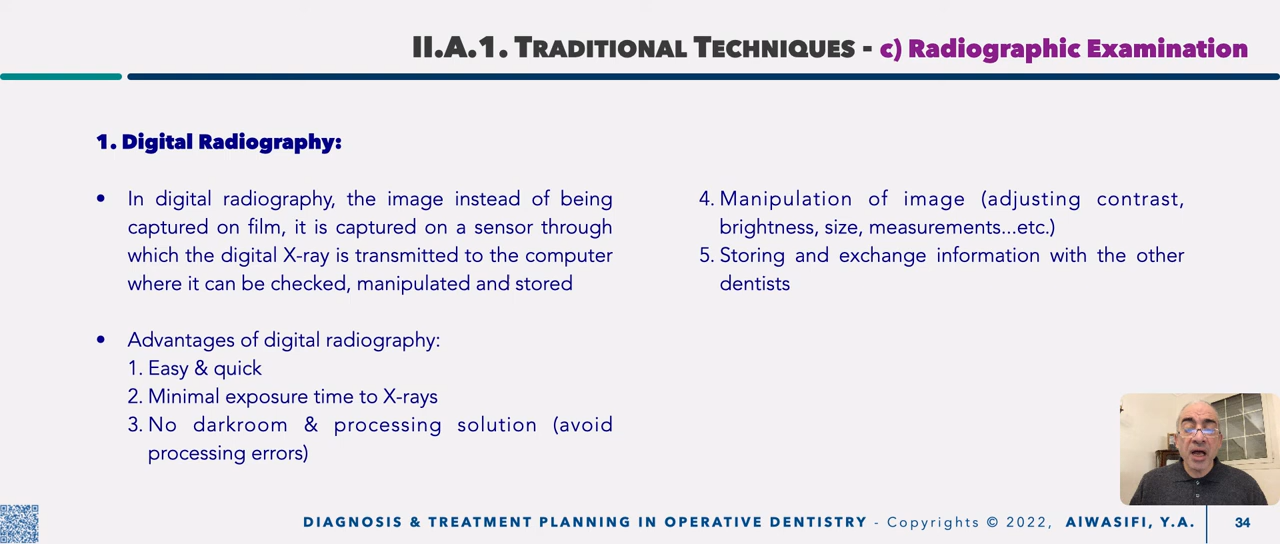 II.A.1. TRADITIONAL TECHNIQUES - c) Radiographic Examination
1. Digital Radiography:
• In digital radiography, the image instead of being
captured on film, it is captured on a sensor through
which the digital X-ray is transmitted to the computer
where it can be checked, manipulated and stored
• Advantages of digital radiography:
1. Easy & quick
2. Minimal exposure time to X-rays
3. No darkroom & processing solution (avoid
processing errors)
4. Manipulation of image (adjusting contrast,
brightness, size, measurements...etc.)
5. Storing and exchange information with the other
dentists
DIAGNOSIS & TREATMENT PLANNING IN OPERATIVE DENTISTRY - Copyrights © 2022, AlWASIFI, Y.A. 34